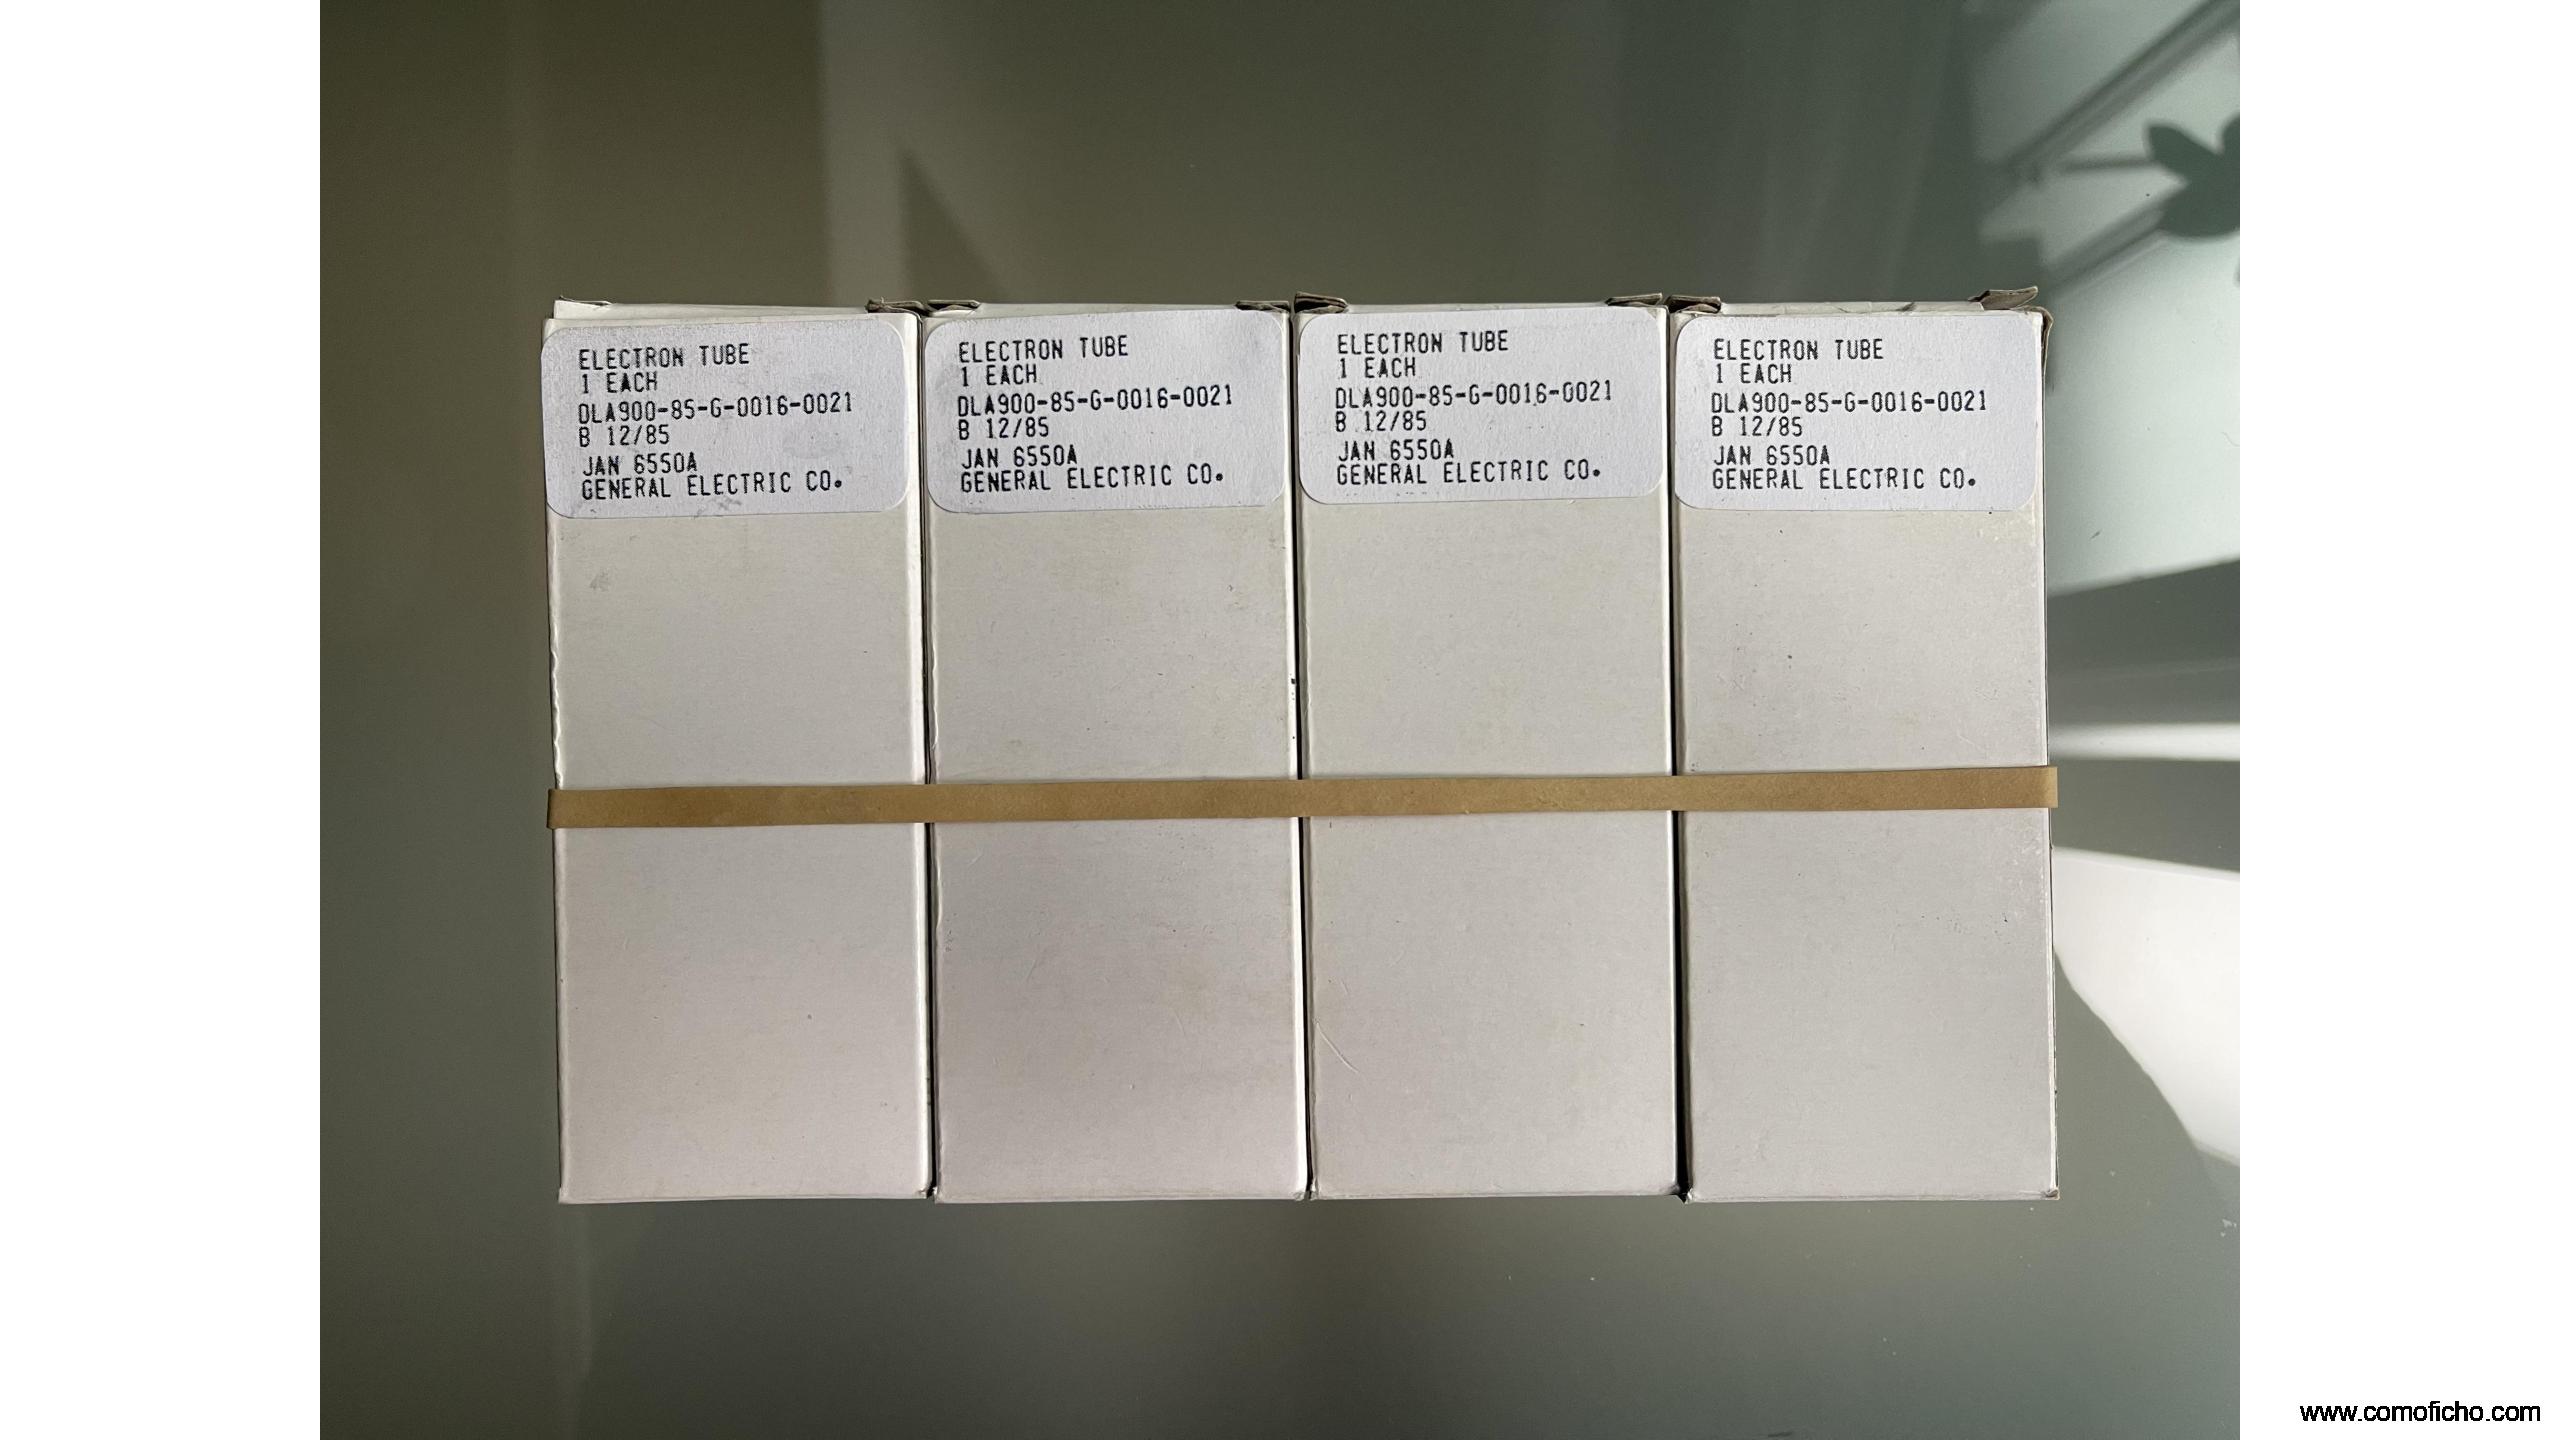 ELECTRON TUBE
1 EACH
DLA900-85-G-0016-0021
B 12/85
JAN 6550A
GENERAL ELECTRIC CO.
ELECTRON TUBE
1 EACH
DLA900-85-G-0016-0021
B 12/85
JAN 6550A
GENERAL ELECTRIC CO.
ELECTRON TUBE
1 EACH
DLA900-85-G-0016-0021
B 12/85
JAN 6550A
GENERAL ELECTRIC CO.
ELECTRON TUBE
1 EACH
DLA900-85-G-0016-0021
B 12/85
JAN 6550A
GENERAL ELECTRIC CO.
www.comoficho.com